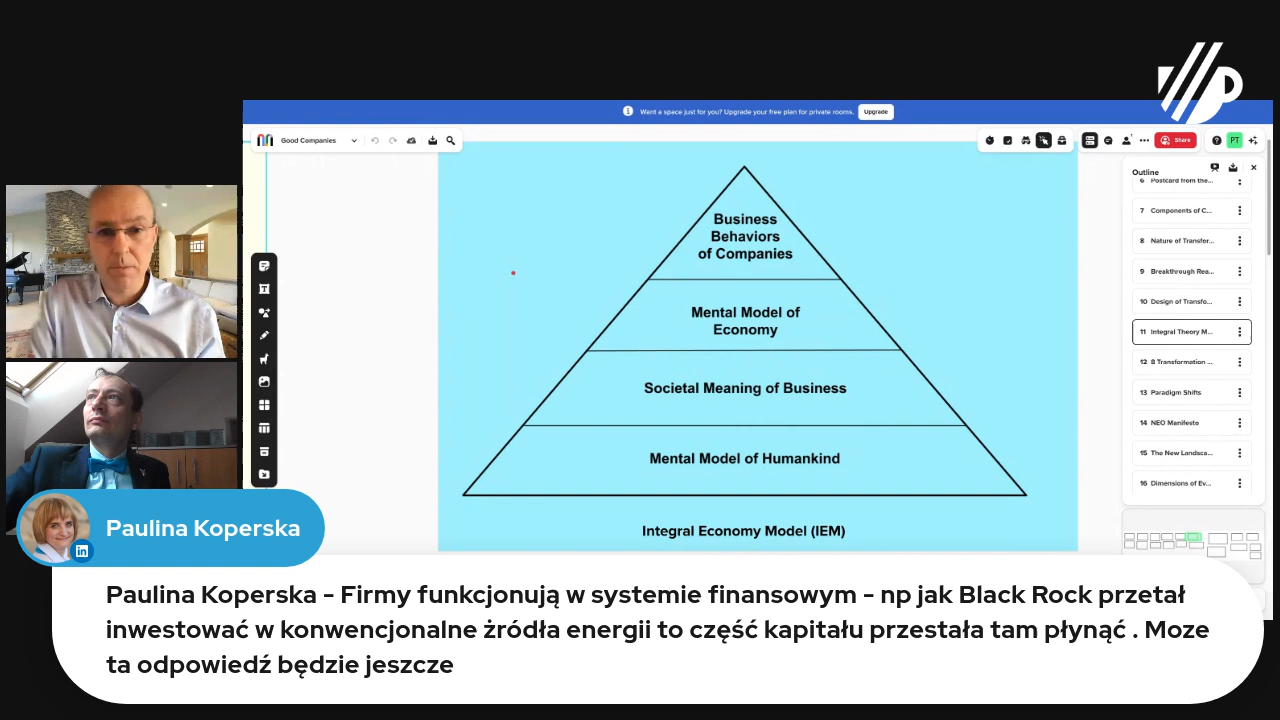 Want a space just for you? Upgrade your free plan for private rooms.
Upgrade
Good Companies
Share
PT
Outline
6 Postcard from the...
7 Components of C...
8 Nature of Transfer...
9 Breakthrough Rea...
10 Design of Transfo...
11 Integral Theory M...
12 8 Transformation ...
13 Paradigm Shifts
14 NEO Manifesto
15 The New Landsca...
16 Dimensions of Ev...
Business
Behaviors
of Companies
Mental Model of
Economy
Societal Meaning of Business
Mental Model of Humankind
Integral Economy Model (IEM)
Paulina Koperska
in
Paulina Koperska - Firmy funkcjonują w systemie finansowym - np jak Black Rock przetał
inwestować w konwencjonalne żródła energii to część kapitału przestała tam płynąć . Moze
ta odpowiedź będzie jeszcze